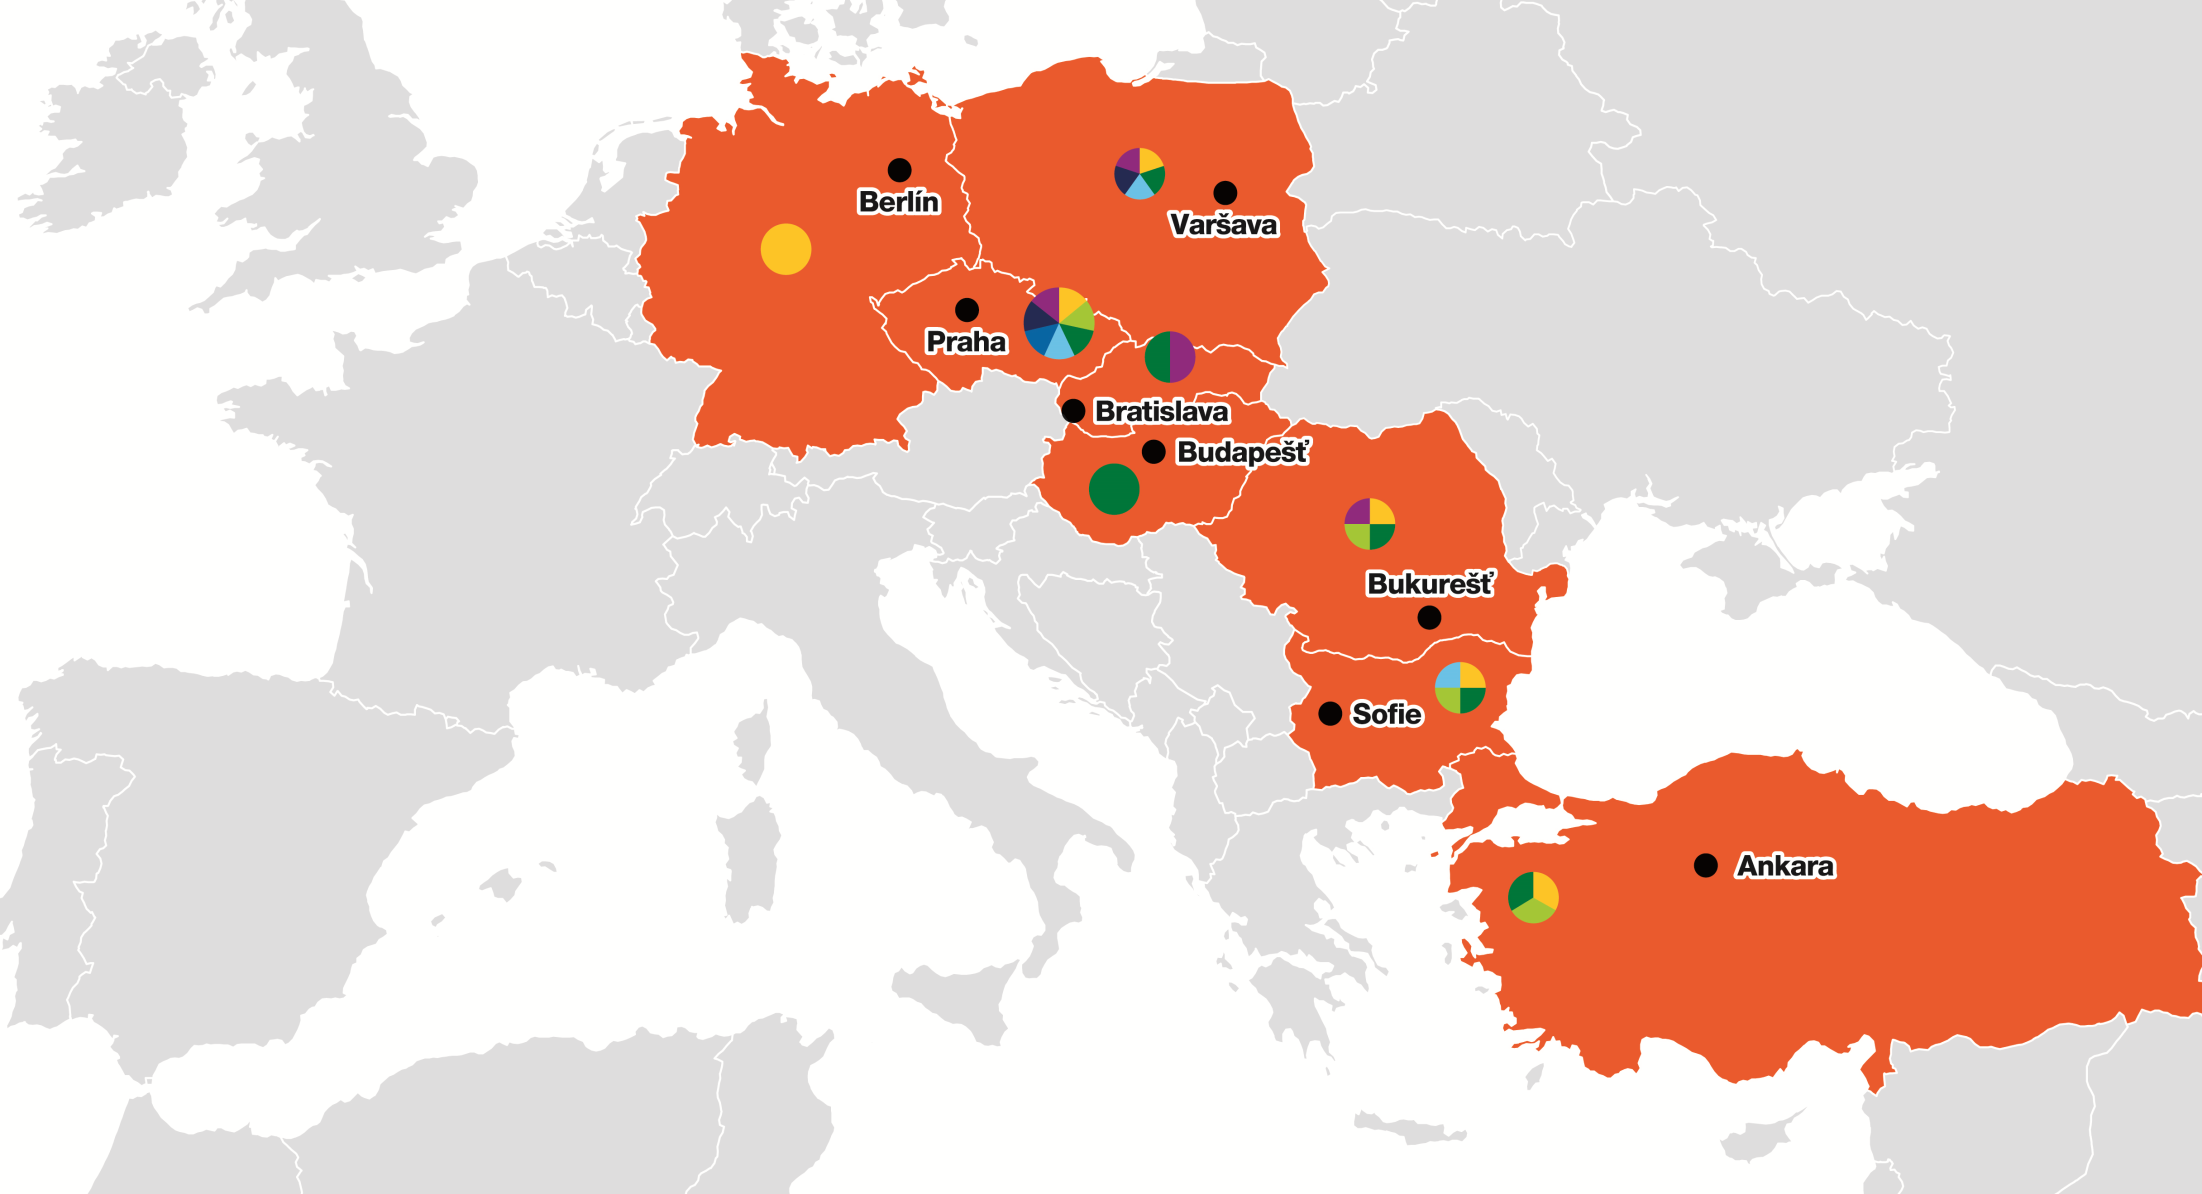 Berlín
Varšava
Praha
Bratislava
Budapešť
Bukurešť
Sofie
Ankara